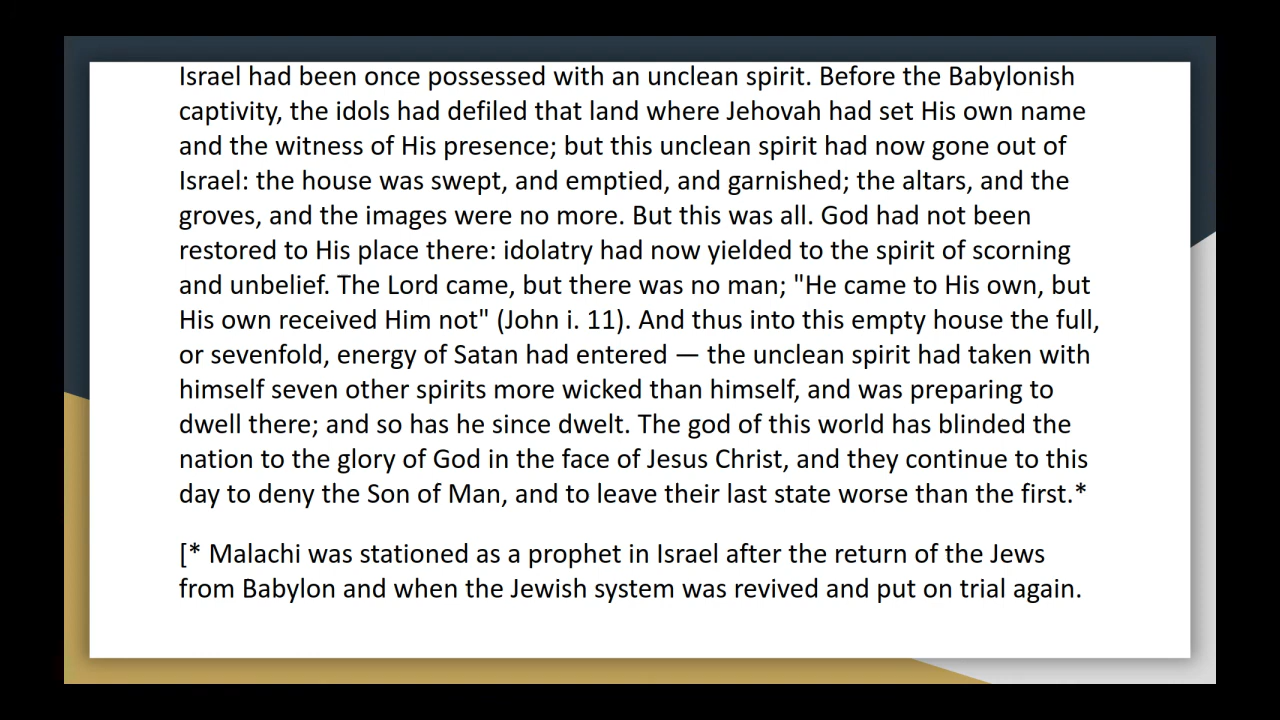 Israel had been once possessed with an unclean spirit. Before the Babylonish
captivity, the idols had defiled that land where Jehovah had set His own name
and the witness of His presence; but this unclean spirit had now gone out of
Israel: the house was swept, and emptied, and garnished; the altars, and the
groves, and the images were no more. But this was all. God had not been
restored to His place there: idolatry had now yielded to the spirit of scorning
and unbelief. The Lord came, but there was no man; "He came to His own, but
His own received Him not" (John i. 11). And thus into this empty house the full,
or sevenfold, energy of Satan had entered — the unclean spirit had taken with
himself seven other spirits more wicked than himself, and was preparing to
dwell there; and so has he since dwelt. The god of this world has blinded the
nation to the glory of God in the face of Jesus Christ, and they continue to this
day to deny the Son of Man, and to leave their last state worse than the first.*
[* Malachi was stationed as a prophet in Israel after the return of the Jews
from Babylon and when the Jewish system was revived and put on trial again.